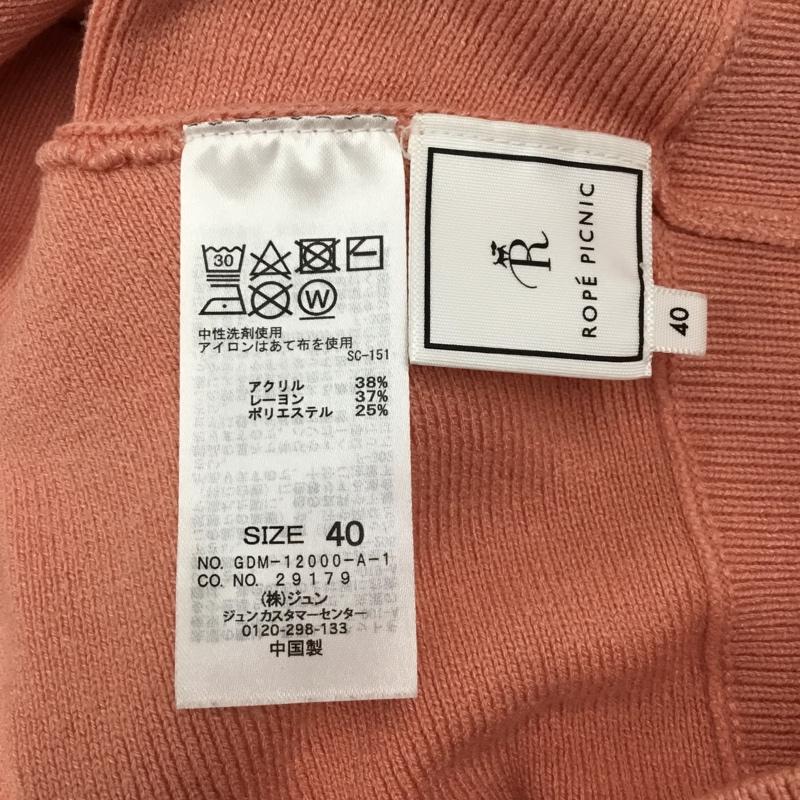 30
W
中性洗剤使用
アイロンはあて布を使用
SC-151
アクリル 38%
レーヨン 37%
ポリエステル 25%
SIZE 40
NO. GDM-12000-A-1
CO. NO. 29179
(株)ジュン
ジュンカスタマーセンター
0120-298-133
中国製
R
ROPÉ PICNIC
40